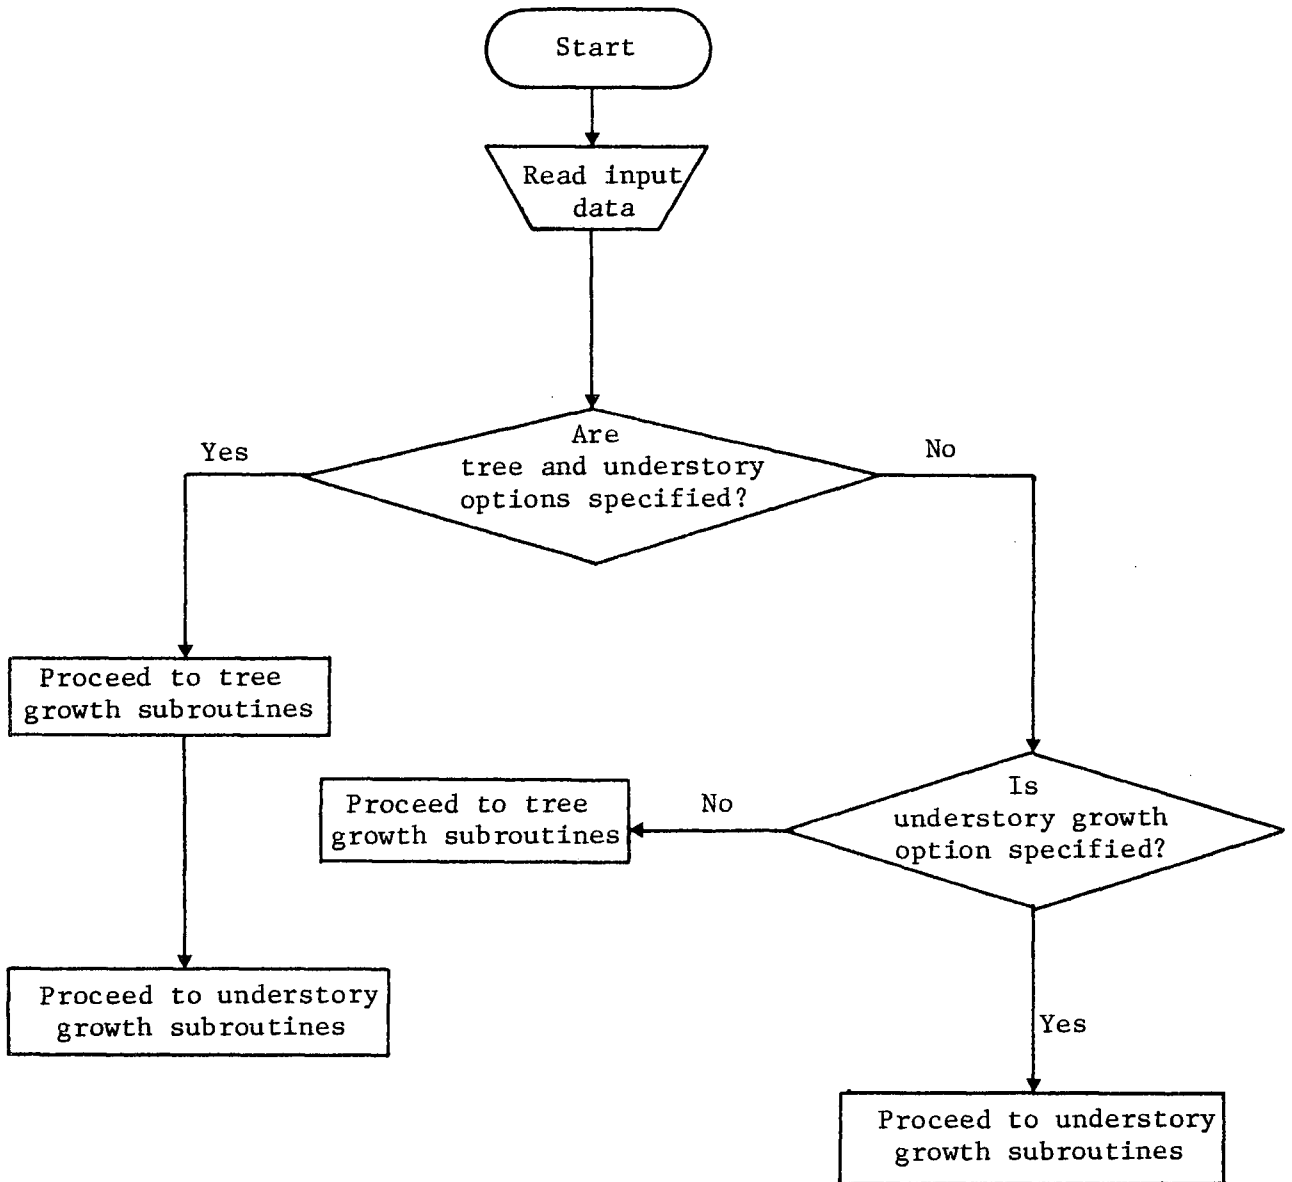 Start
Read input
data
Are
tree and understory
options specified?
Yes
No
Proceed to tree
growth subroutines
Is
understory growth
option specified?
No
Proceed to tree
growth subroutines
Proceed to understory
growth subroutines
Yes
Proceed to understory
growth subroutines